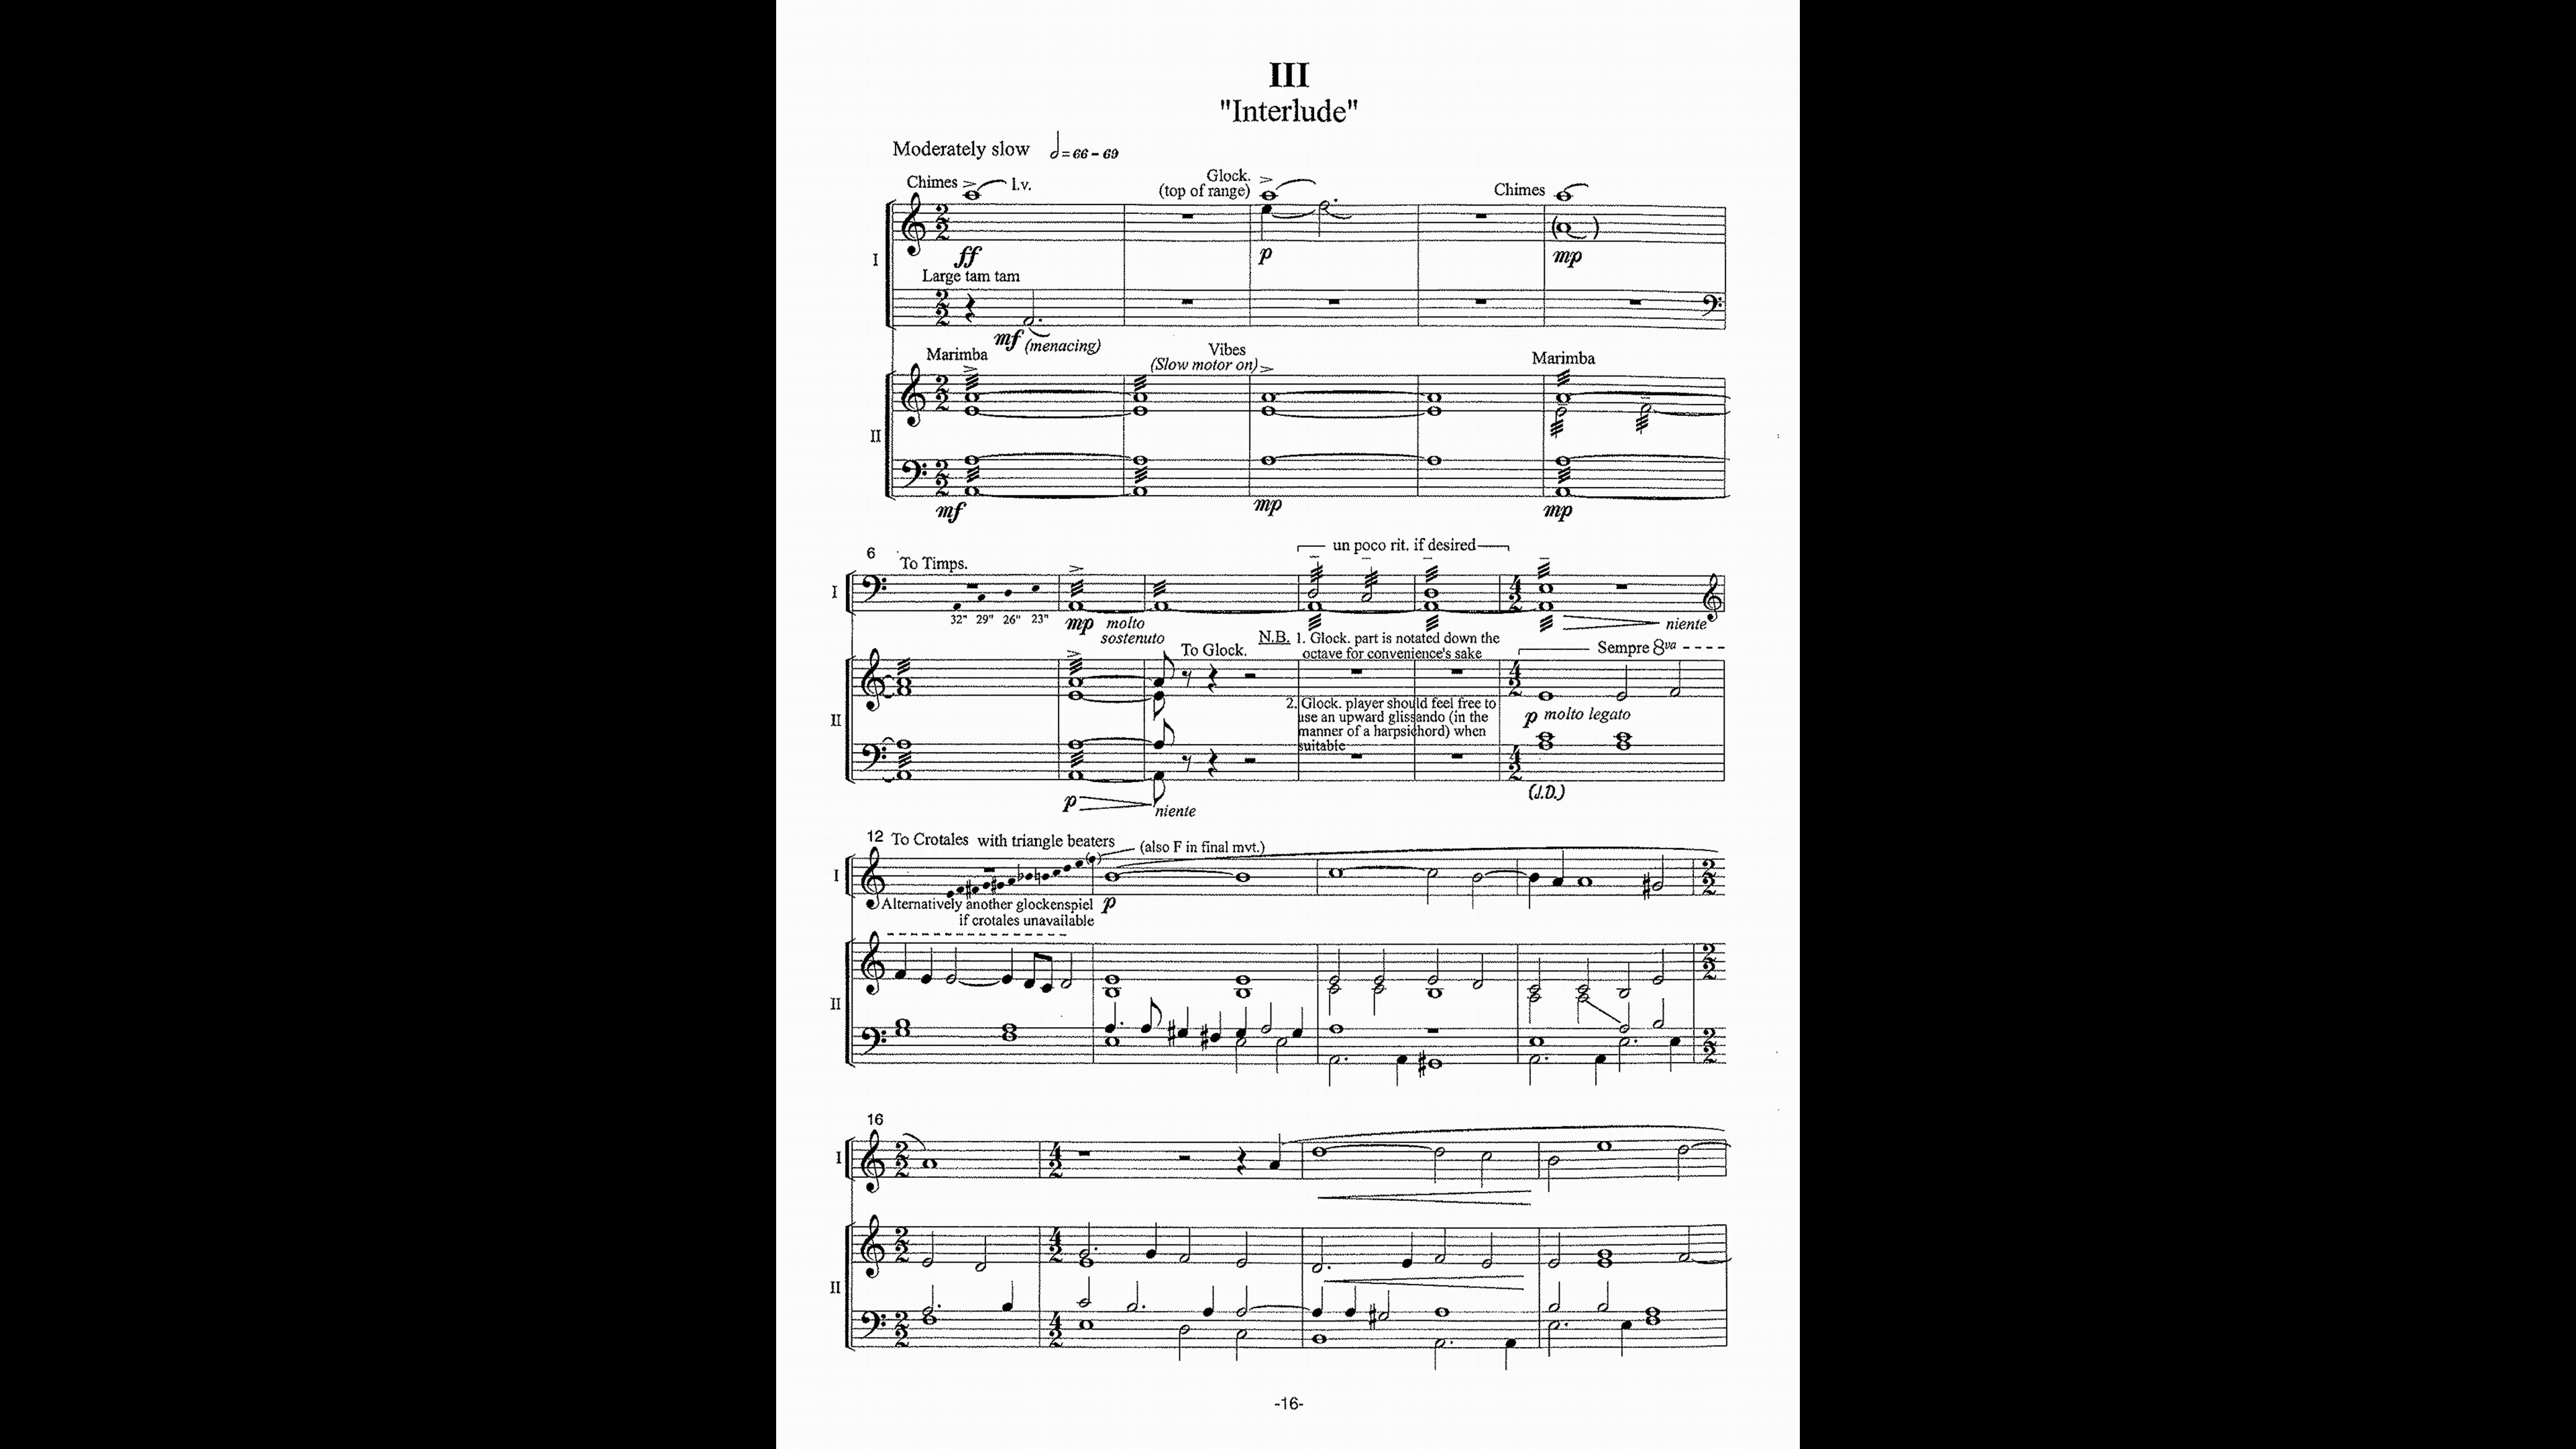 III
"Interlude"
Moderately slow 𝅗𝅥 = 66 – 69
Chimes > l.v.
Glock.
(top of range)
Chimes
ff
p
mp
I
Large tam tam
mf (menacing)
Marimba
Vibes
(Slow motor on)
Marimba
II
mf
mp
mp
6
To Timps.
un poco rit. if desired
I
32" 29" 26" 23"
mp molto
sostenuto
niente
To Glock.
N.B. 1. Glock. part is notated down the
octave for convenience's sake
Sempre 8va
2. Glock. player should feel free to
use an upward glissando (in the
manner of a harpsichord) when
suitable
p molto legato
II
(J.D.)
p
niente
12 To Crotales with triangle beaters
(also F in final mvt.)
I
Alternatively another glockenspiel
if crotales unavailable
p
II
16
I
II
-16-